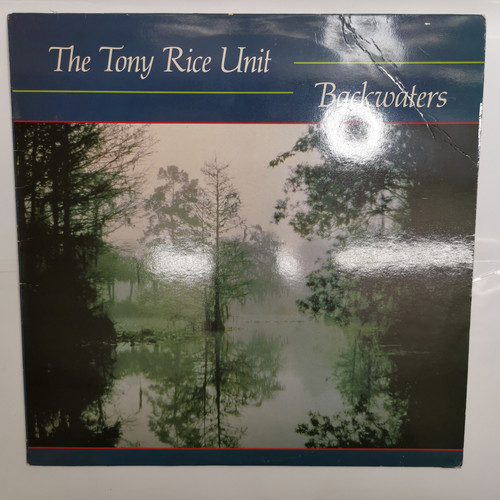 The Tony Rice Unit
Backwaters